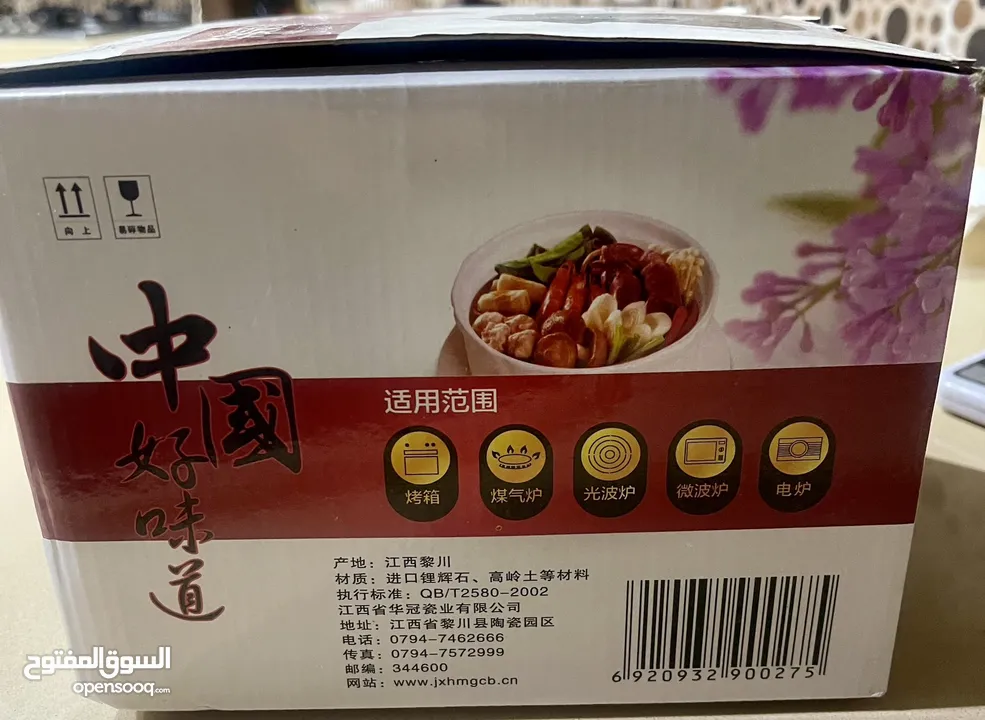 向上
易碎物品
中國
好味道
适用范围
烤箱
煤气炉
光波炉
微波炉
电炉
产地：江西黎川
材质：进口锂辉石、高岭土等材料
执行标准：QB/T2580-2002
江西省华冠瓷业有限公司
地址：江西省黎川县陶瓷园区
电话：0794-7462666
传真：0794-7572999
邮编：344600
网站：www.jxhmgcb.cn
6 920932 900275
السوق المفتوح
opensooq.com